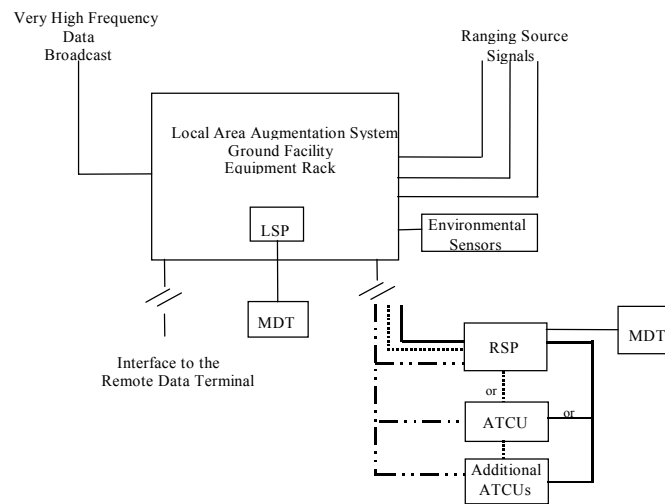 Very High Frequency
Data
Broadcast
Ranging Source
Signals
Local Area Augmentation System
Ground Facility
Equipment Rack
LSP
Environmental
Sensors
MDT
Interface to the
Remote Data Terminal
RSP
MDT
or
ATCU
or
Additional
ATCUs